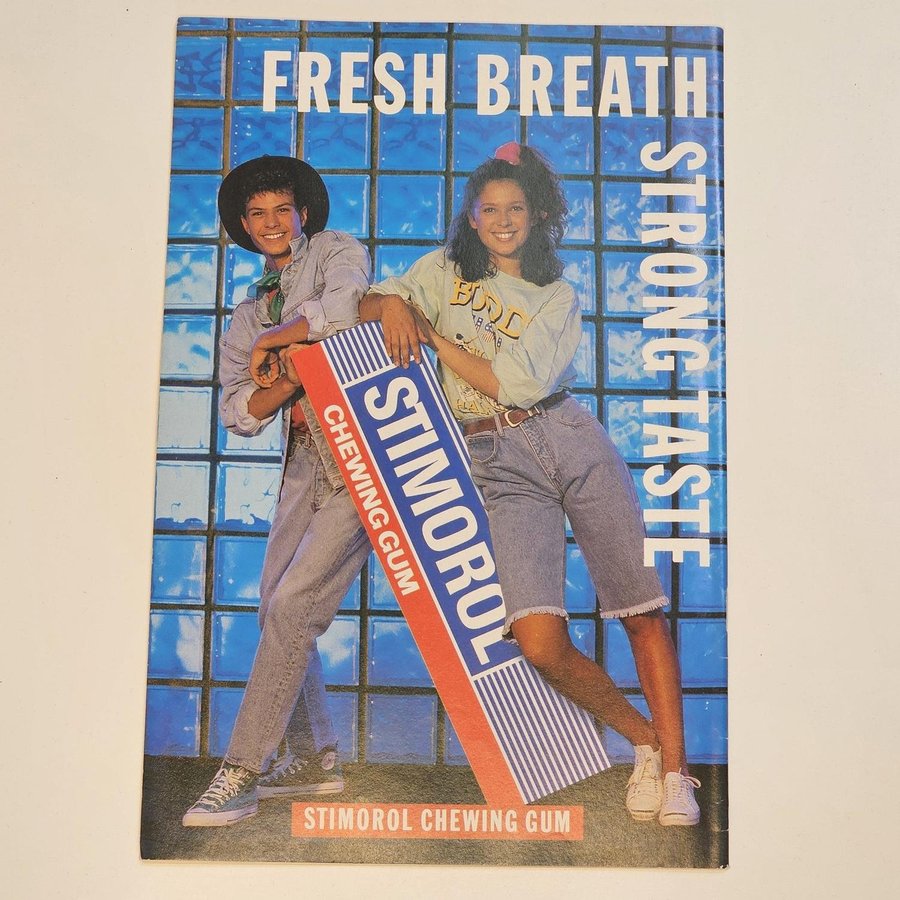 FRESH BREATH
STRONG TASTE
STIMOROL
CHEWING GUM
STIMOROL CHEWING GUM